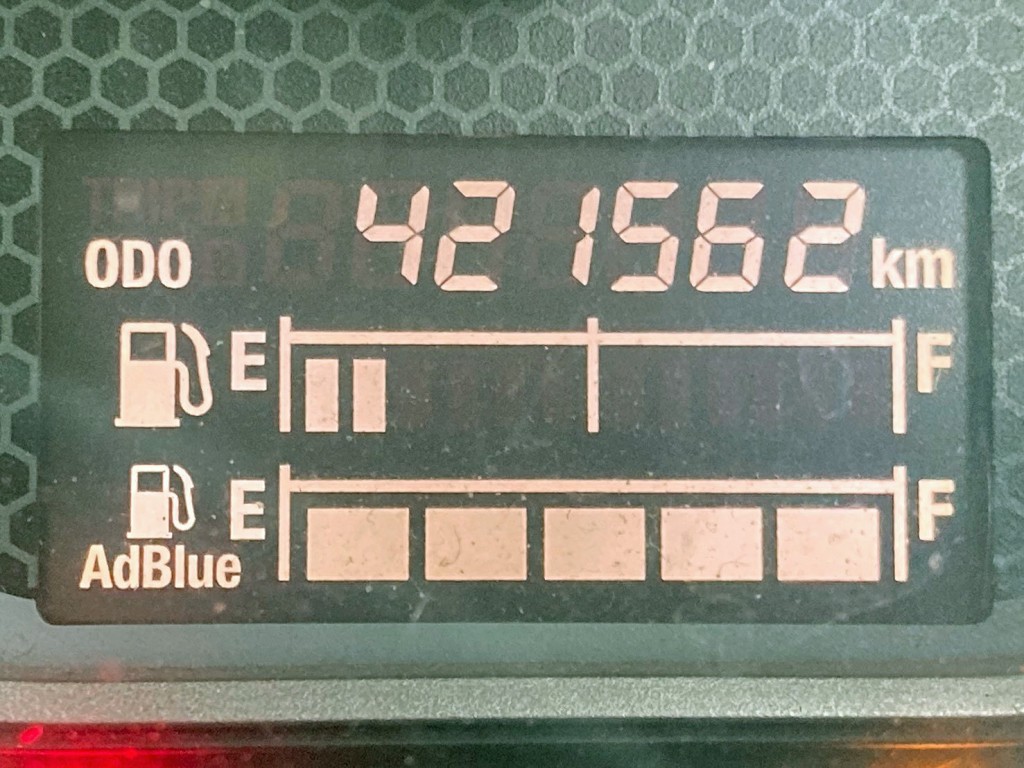 ODO 421562 km
E F
E F
AdBlue